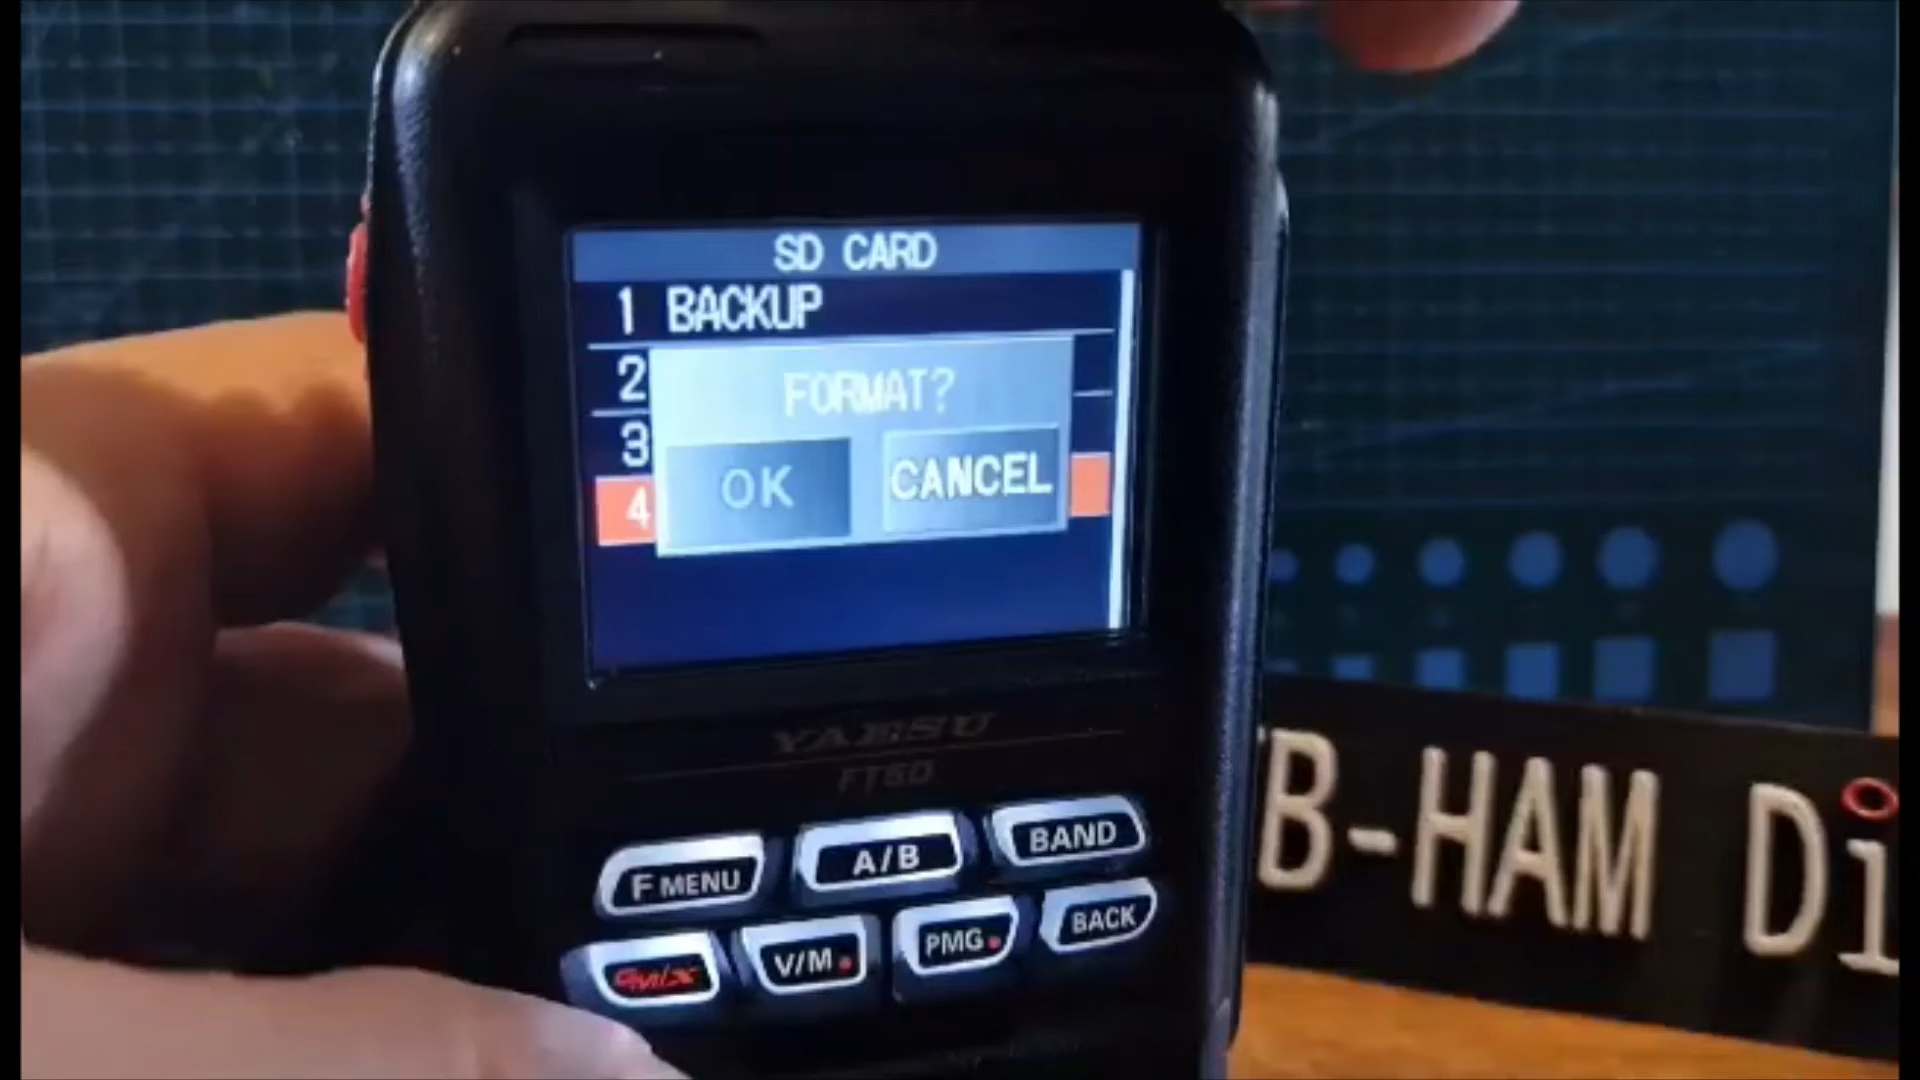 SD CARD
1 BACKUP
2
3
4
FORMAT?
OK CANCEL
YAESU
FT5D
F MENU A/B BAND
V/M PMG BACK
B-HAM Di